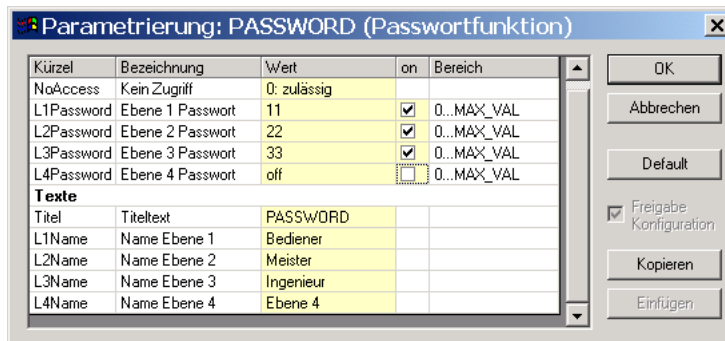 Parametrierung: PASSWORD (Passwortfunktion)
Kürzel Bezeichnung Wert on Bereich
NoAccess Kein Zugriff 0: zulässig
L1Password Ebene 1 Passwort 11 0...MAX_VAL
L2Password Ebene 2 Passwort 22 0...MAX_VAL
L3Password Ebene 3 Passwort 33 0...MAX_VAL
L4Password Ebene 4 Passwort off 0...MAX_VAL
Texte
Titel Titeltext PASSWORD
L1Name Name Ebene 1 Bediener
L2Name Name Ebene 2 Meister
L3Name Name Ebene 3 Ingenieur
L4Name Name Ebene 4 Ebene 4
OK
Abbrechen
Default
Freigabe
Konfiguration
Kopieren
Einfügen